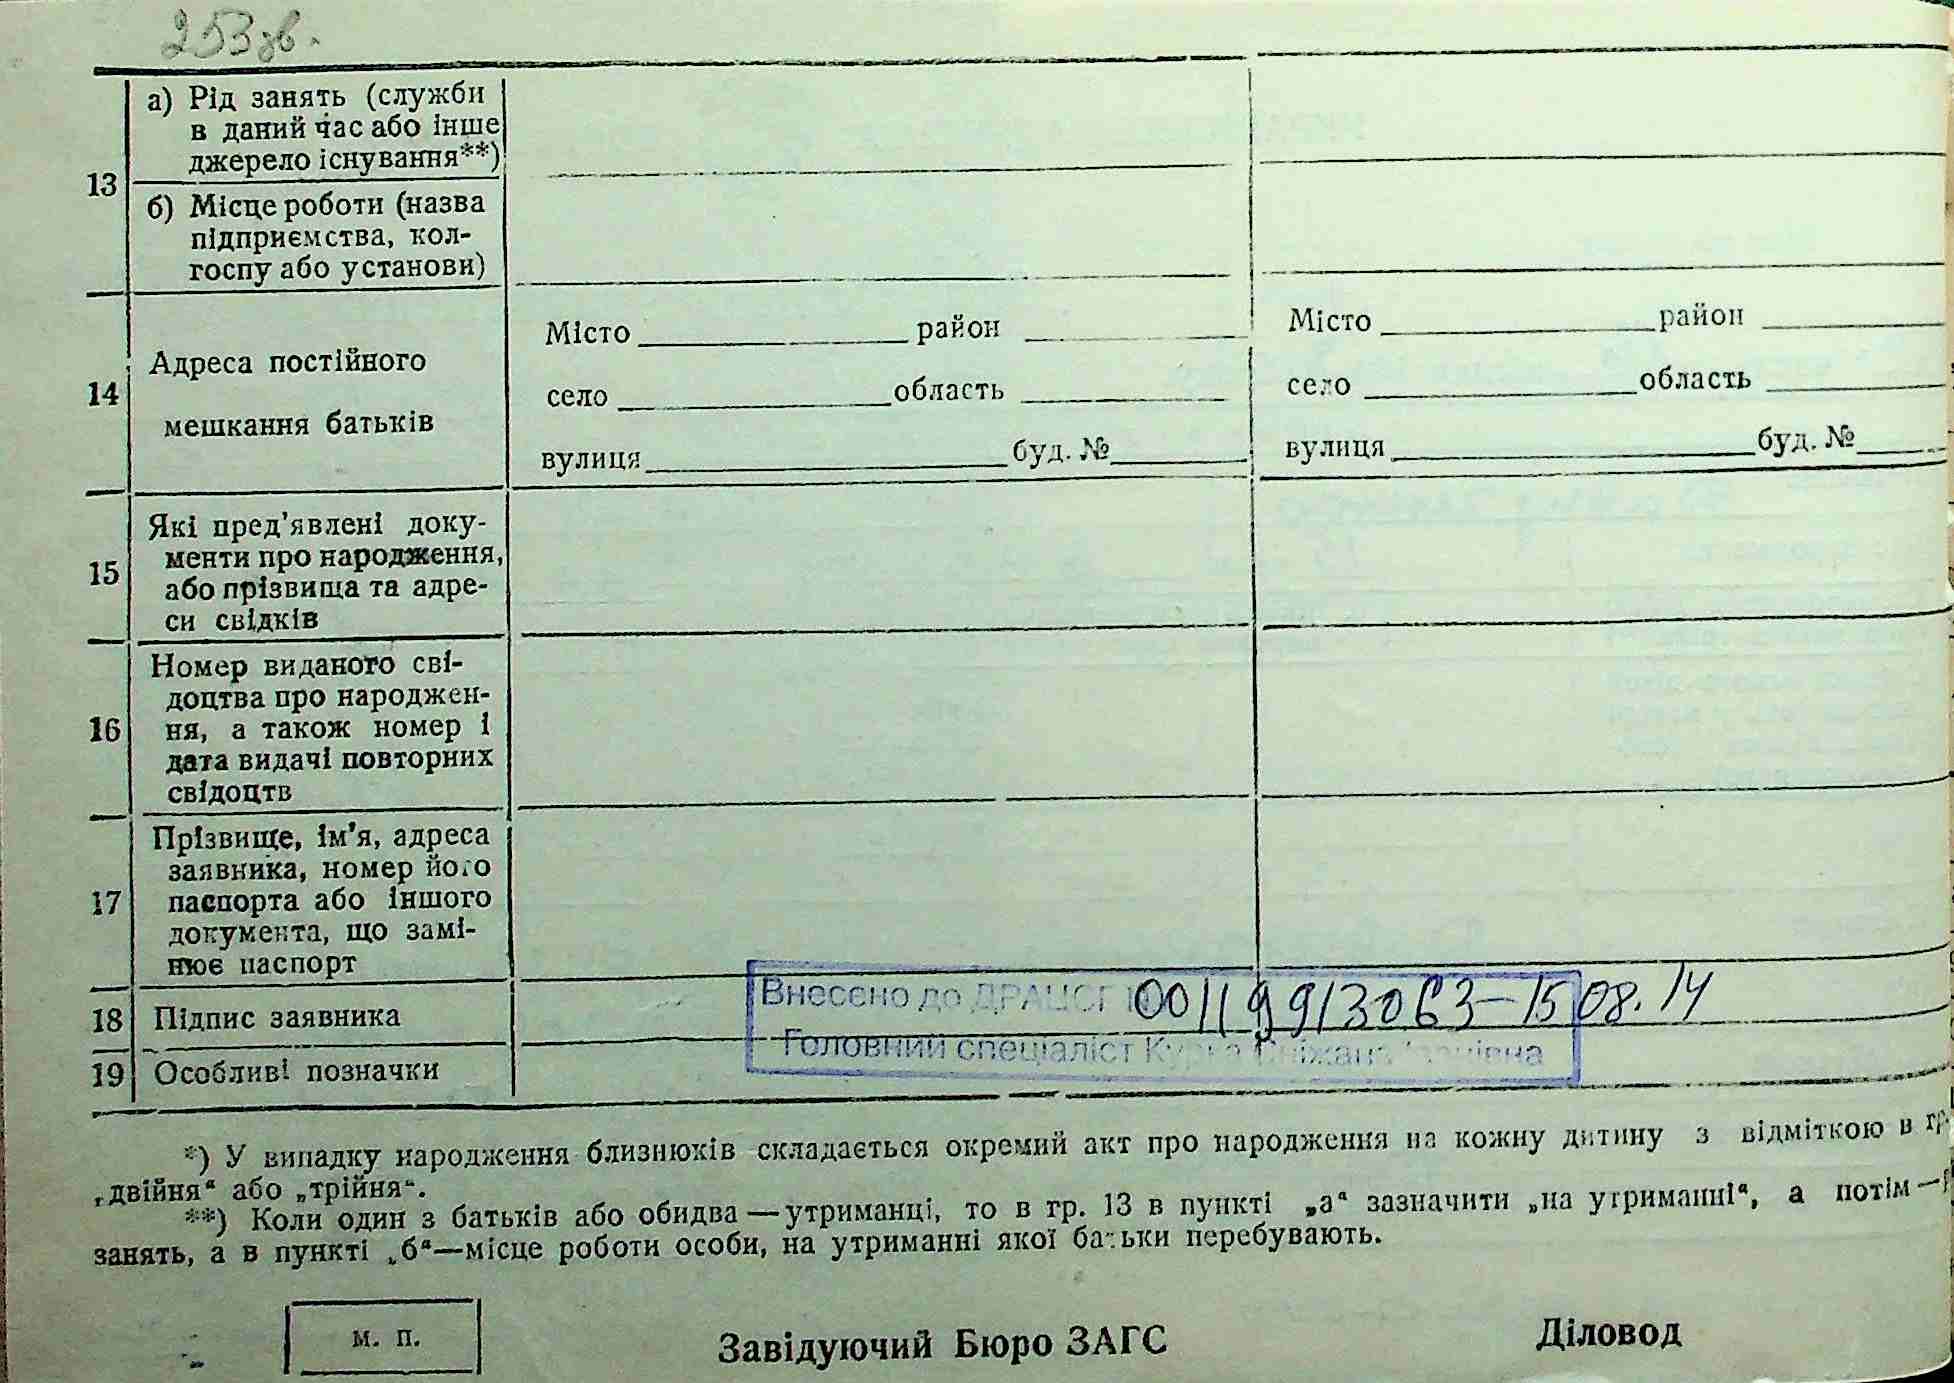 253 зв.
13
а) Рід занять (служби
в даний час або інше
джерело існування**)
б) Місце роботи (назва
підприємства, кол-
госпу або установи)
14
Адреса постійного
мешкання батьків
Місто район
село область
вулиця буд. №
Місто район
село область
вулиця буд. №
15
Які пред'явлені доку-
менти про народження,
або прізвища та адре-
си свідків
16
Номер виданого сві-
доцтва про народжен-
ня, а також номер і
дата видачі повторних
свідоцтв
17
Прізвище, ім'я, адреса
заявника, номер його
паспорта або іншого
документа, що замі-
нює паспорт
18 Підпис заявника
19 Особливі позначки
Внесено до ДРАЦСГ 00119913063-15 08.14
Головний спеціаліст Сніжана
*) У випадку народження близнюків складається окремий акт про народження на кожну дитину з відміткою в гр.
„двійня“ або „трійня“.
**) Коли один з батьків або обидва — утриманці, то в гр. 13 в пункті „а“ зазначити „на утриманні“, а потім —
занять, а в пункті „б“—місце роботи особи, на утриманні якої батьки перебувають.
м. п.
Завідуючий Бюро ЗАГС
Діловод